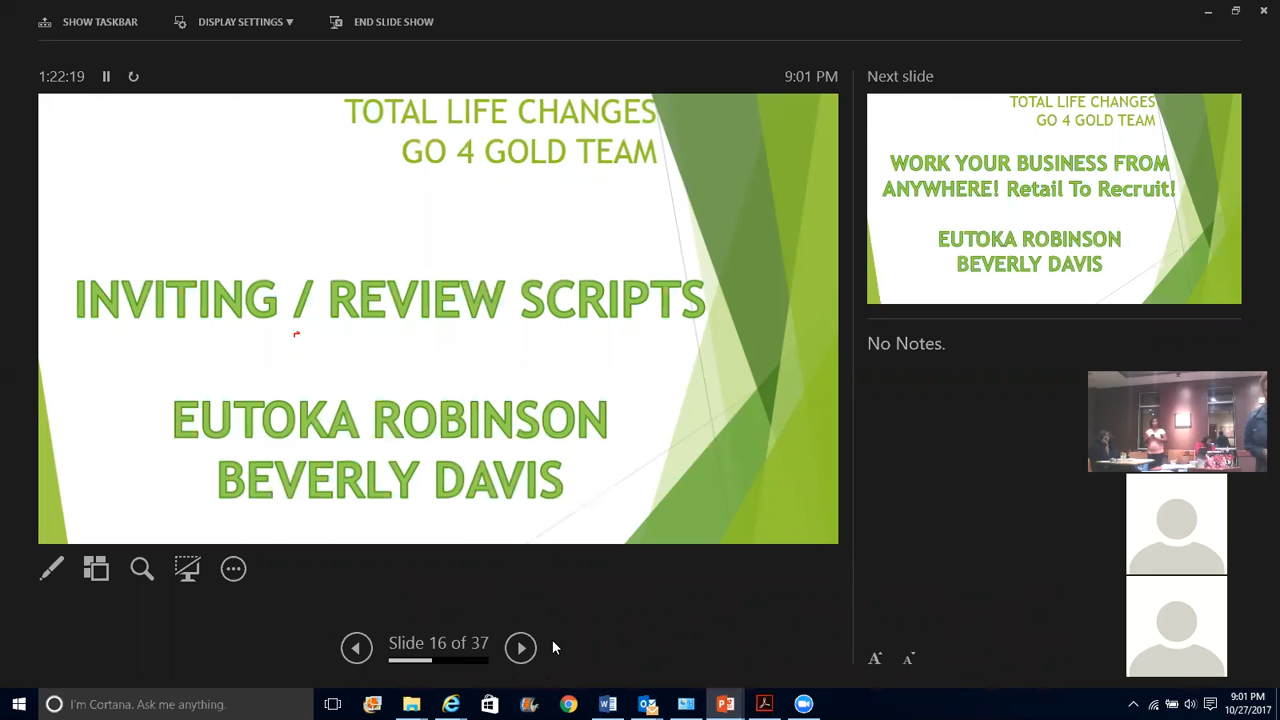 SHOW TASKBAR
DISPLAY SETTINGS ▼
END SLIDE SHOW
1:22:19
9:01 PM
TOTAL LIFE CHANGES
GO 4 GOLD TEAM
INVITING / REVIEW SCRIPTS
EUTOKA ROBINSON
BEVERLY DAVIS
Slide 16 of 37
Next slide
TOTAL LIFE CHANGES
GO 4 GOLD TEAM
WORK YOUR BUSINESS FROM
ANYWHERE! Retail To Recruit!
EUTOKA ROBINSON
BEVERLY DAVIS
No Notes.
A A
I'm Cortana. Ask me anything.
9:01 PM
10/27/2017